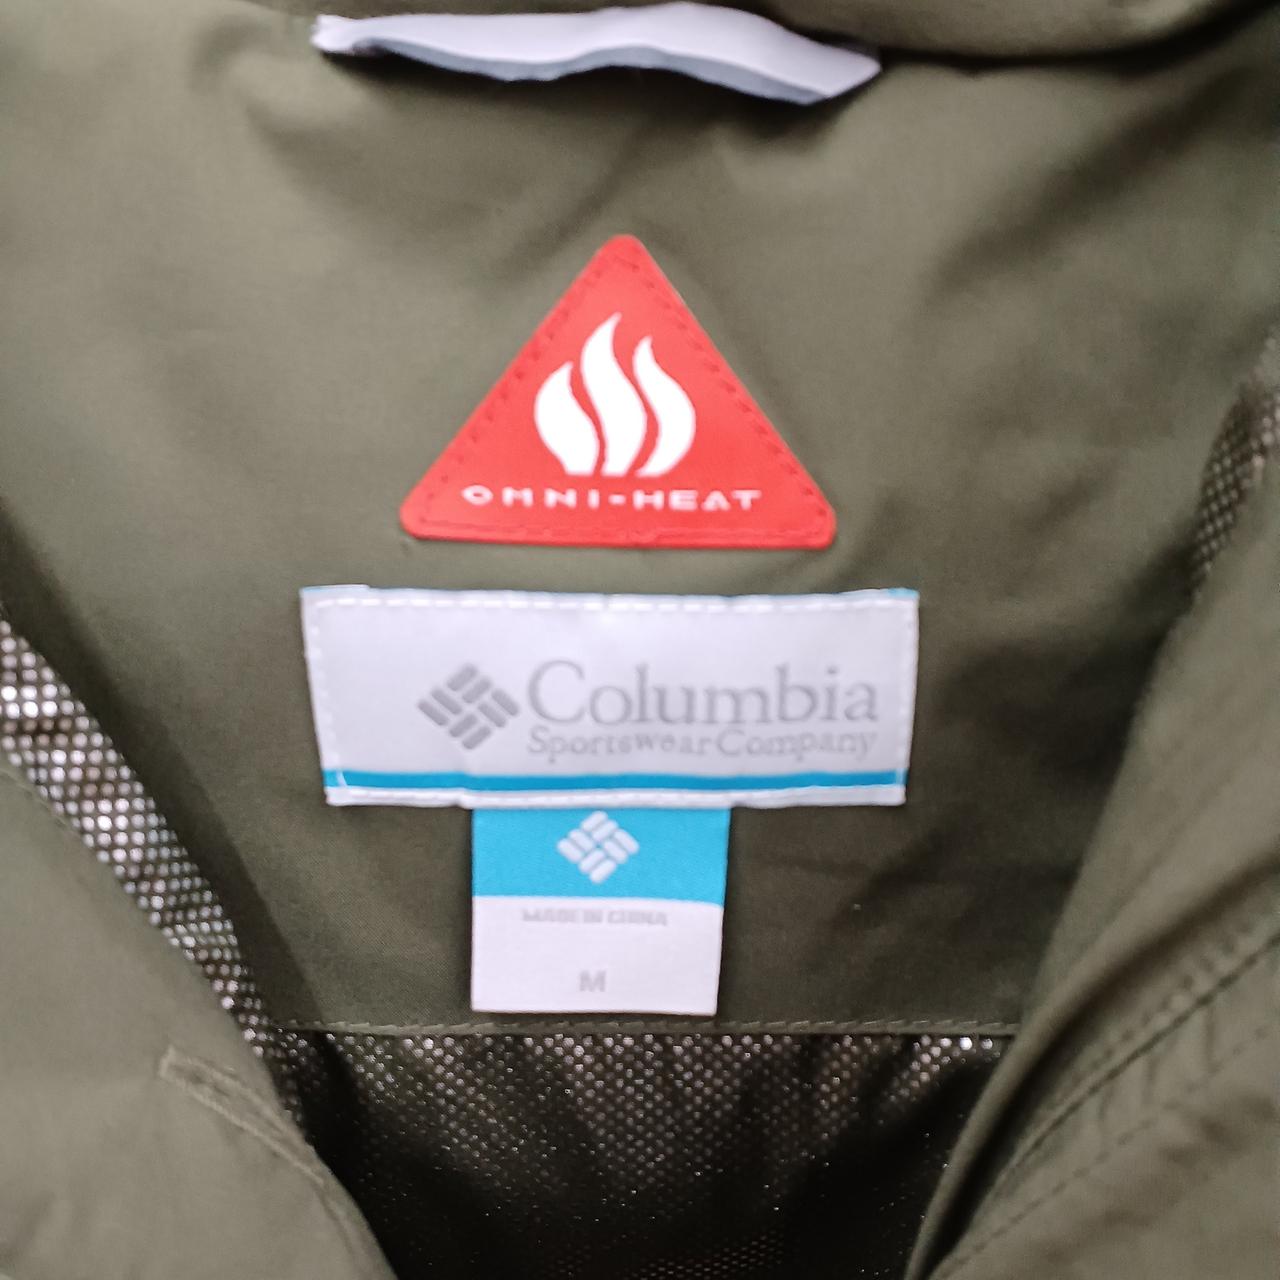 OMNI-HEAT
Columbia
Sportswear Company
MADE IN CHINA
M